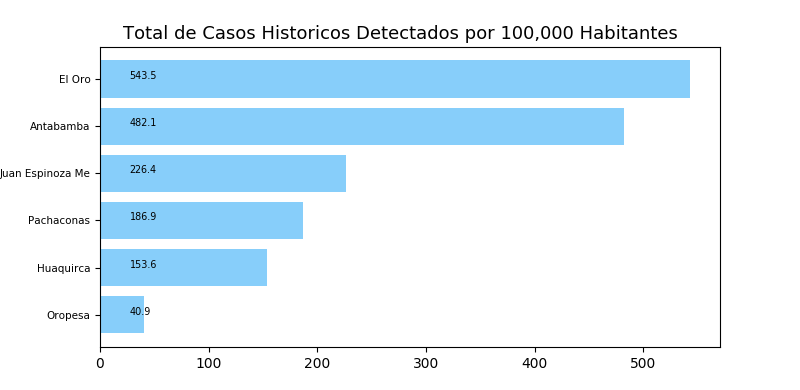 Total de Casos Historicos Detectados por 100,000 Habitantes
El Oro 543.5
Antabamba 482.1
Juan Espinoza Me 226.4
Pachaconas 186.9
Huaquirca 153.6
Oropesa 40.9
0 100 200 300 400 500